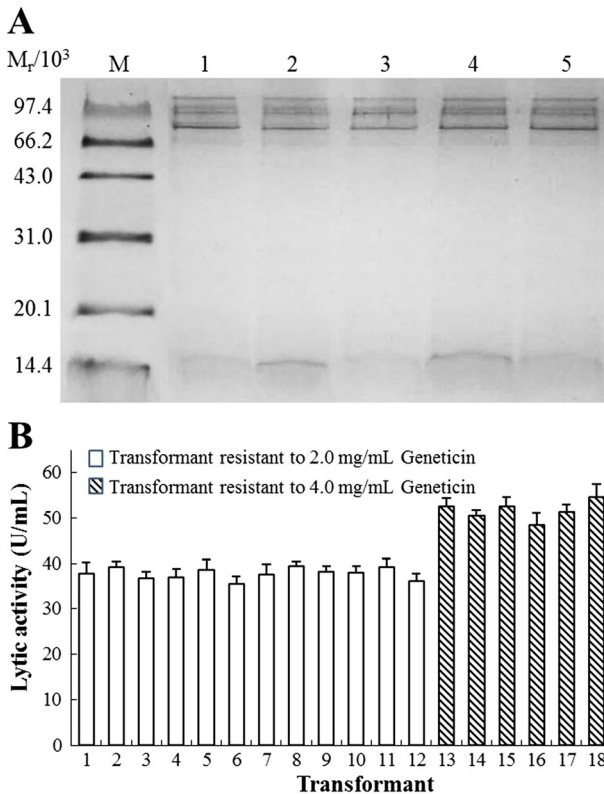 A
Mr/10³ M 1 2 3 4 5
97.4
66.2
43.0
31.0
20.1
14.4
B
Transformant resistant to 2.0 mg/mL Geneticin
Transformant resistant to 4.0 mg/mL Geneticin
Lytic activity (U/mL)
60
50
40
30
20
10
0
1 2 3 4 5 6 7 8 9 10 11 12 13 14 15 16 17 18
Transformant